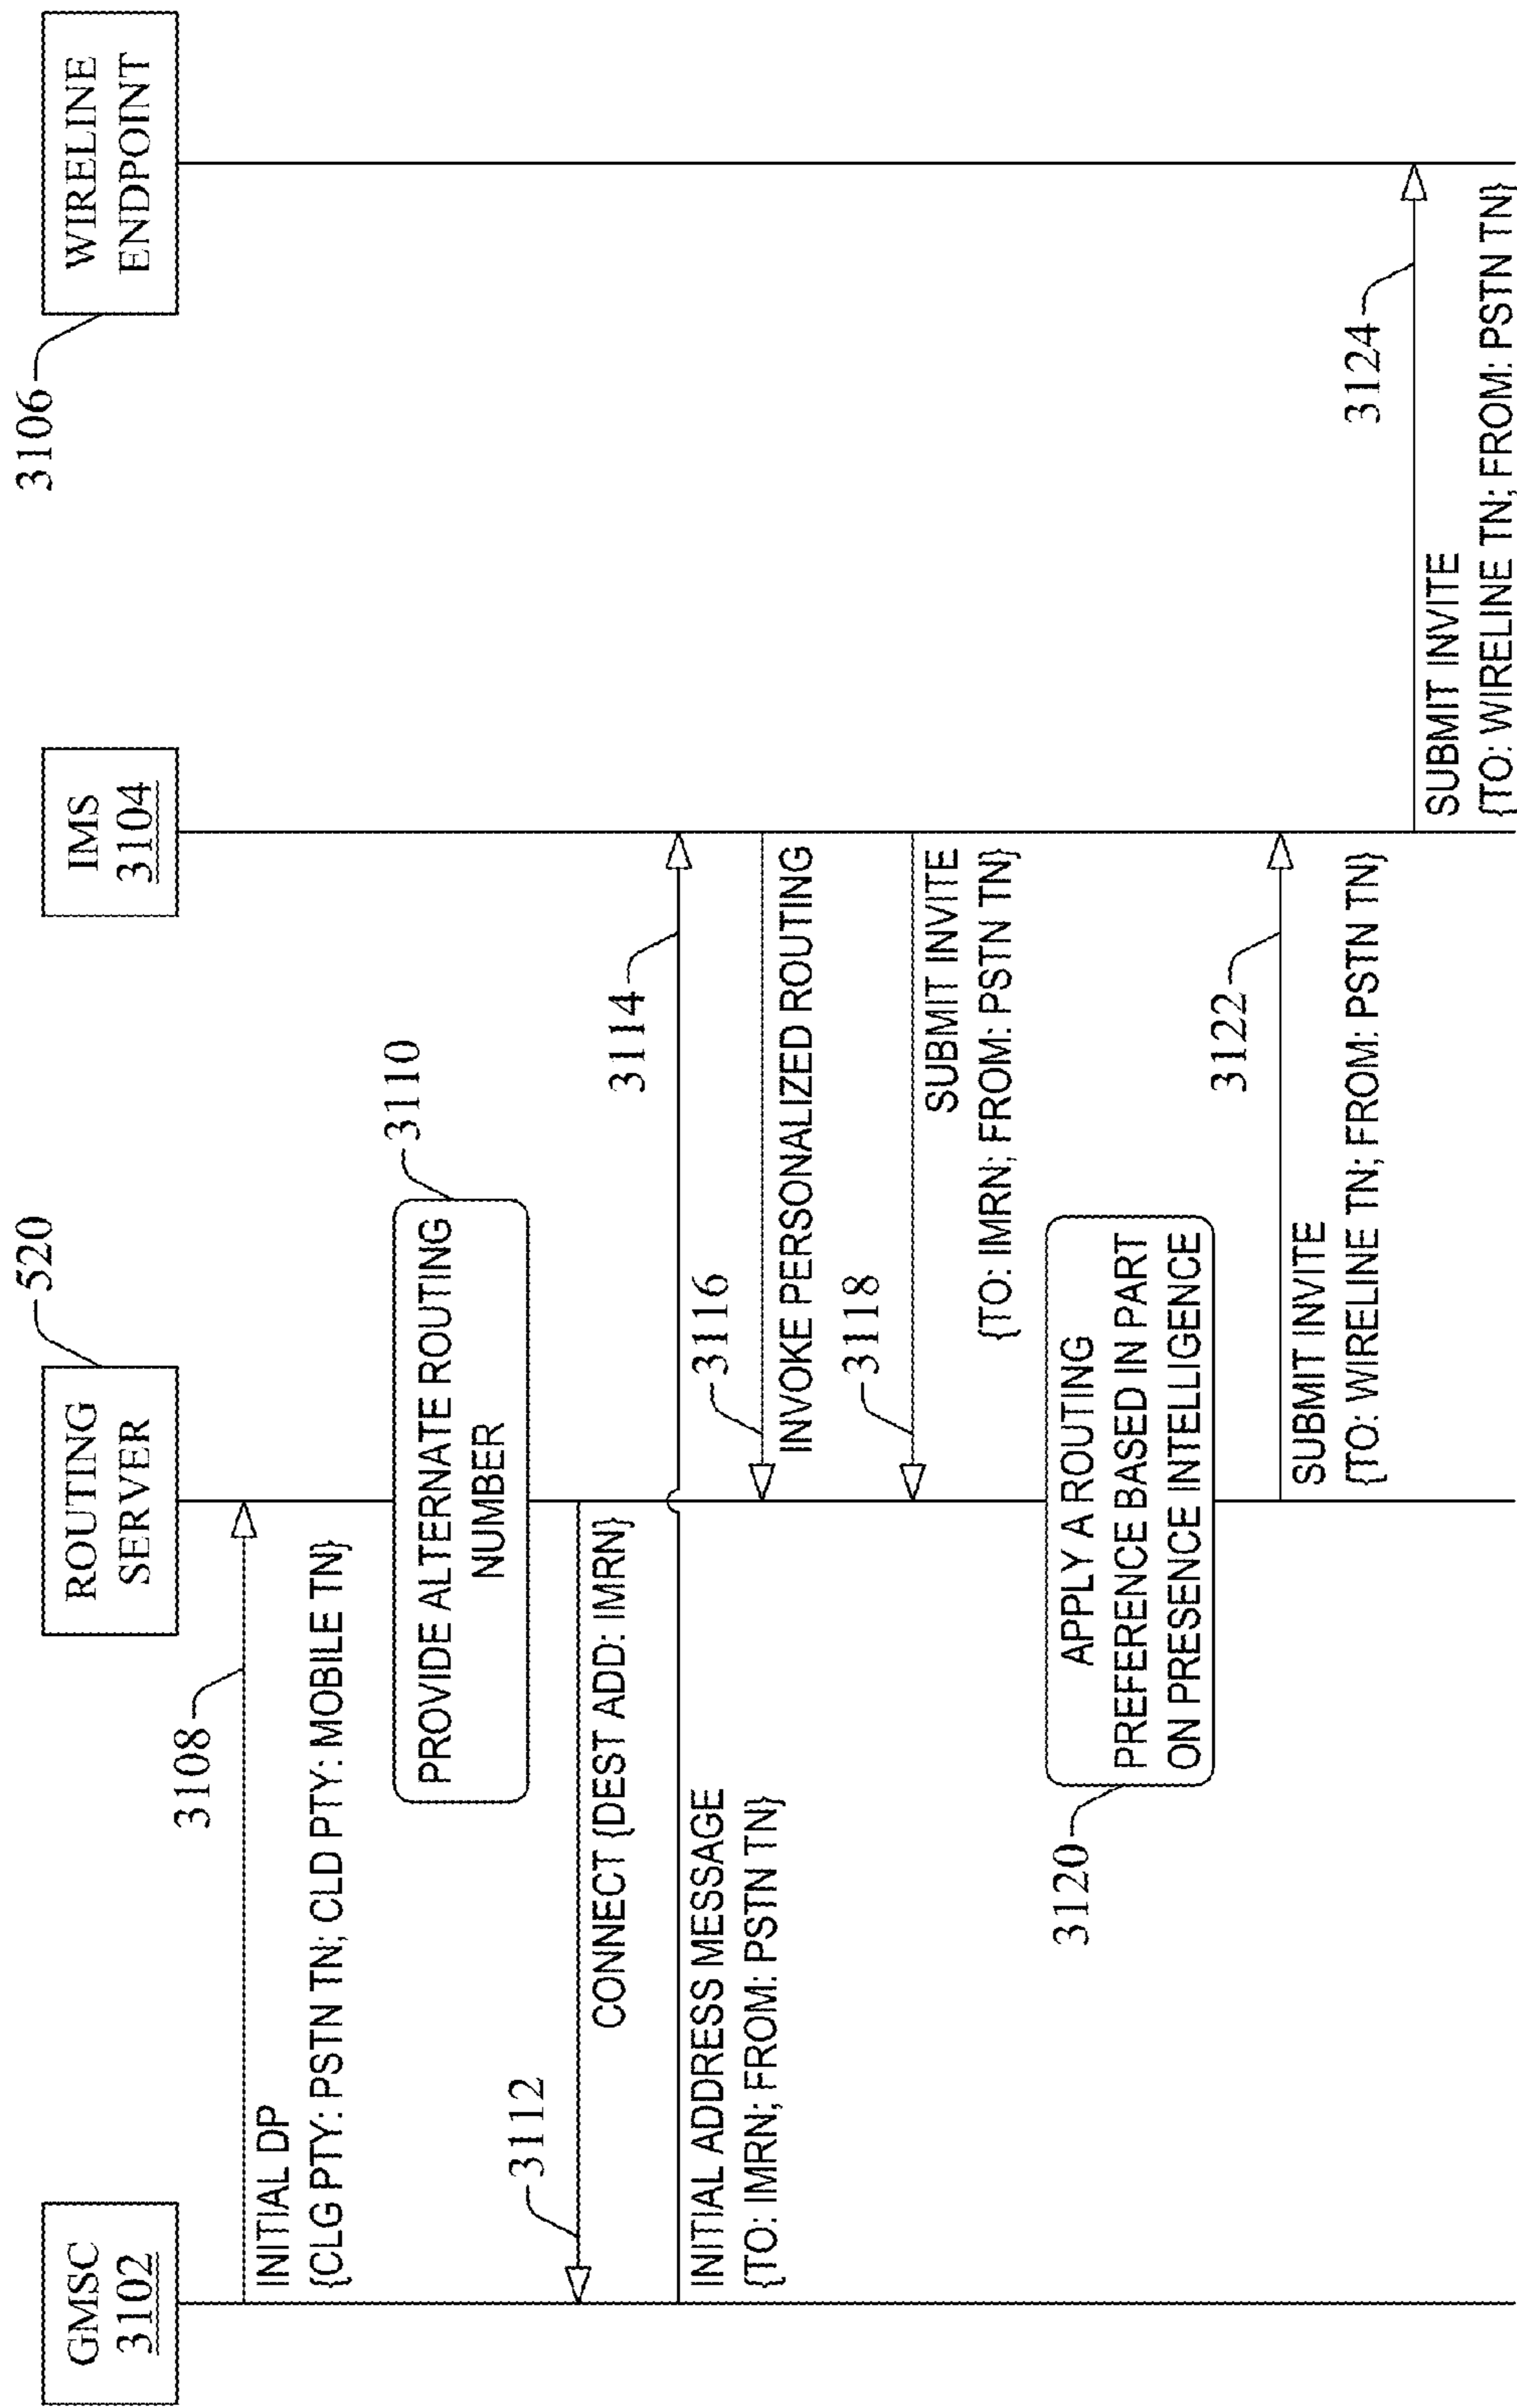 GMSC
3102
ROUTING
SERVER
520
IMS
3104
WIRELINE
ENDPOINT
3106
3108
INITIAL DP
{CLG PTY: PSTN TN; CLD PTY: MOBILE TN}
PROVIDE ALTERNATE ROUTING
NUMBER
3110
3112
CONNECT {DEST ADD: IMRN}
3114
INITIAL ADDRESS MESSAGE
{TO: IMRN; FROM: PSTN TN}
3116
INVOKE PERSONALIZED ROUTING
3118
SUBMIT INVITE
{TO: IMRN; FROM: PSTN TN}
APPLY A ROUTING
PREFERENCE BASED IN PART
ON PRESENCE INTELLIGENCE
3120
3122
SUBMIT INVITE
{TO: WIRELINE TN; FROM: PSTN TN}
3124
SUBMIT INVITE
{TO: WIRELINE TN; FROM: PSTN TN}